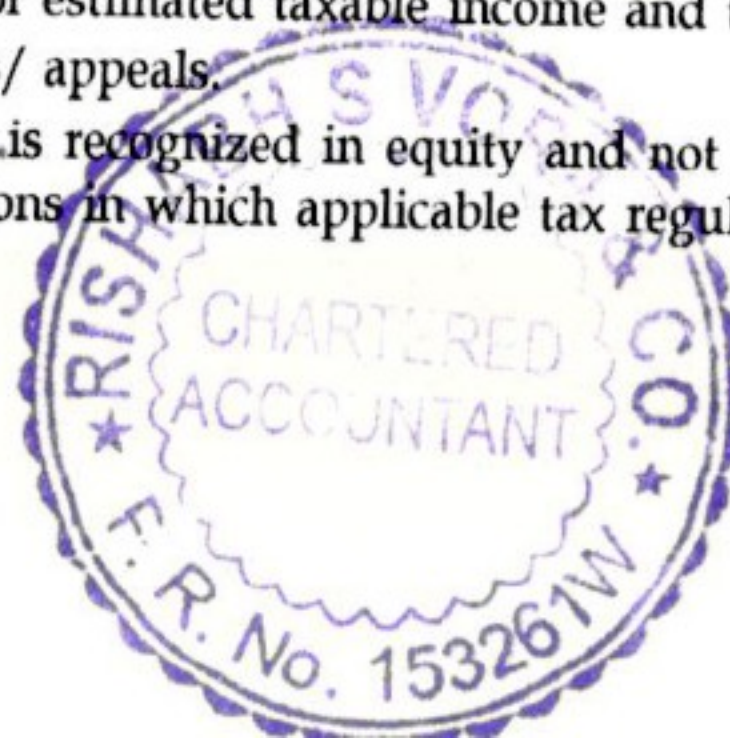 of estimated taxable income and
/ appeals.
is recognized in equity and not
ons in which applicable tax regul
RISHABH S VORA & CO.
CHARTERED
ACCOUNTANT
F. R. No. 153261W